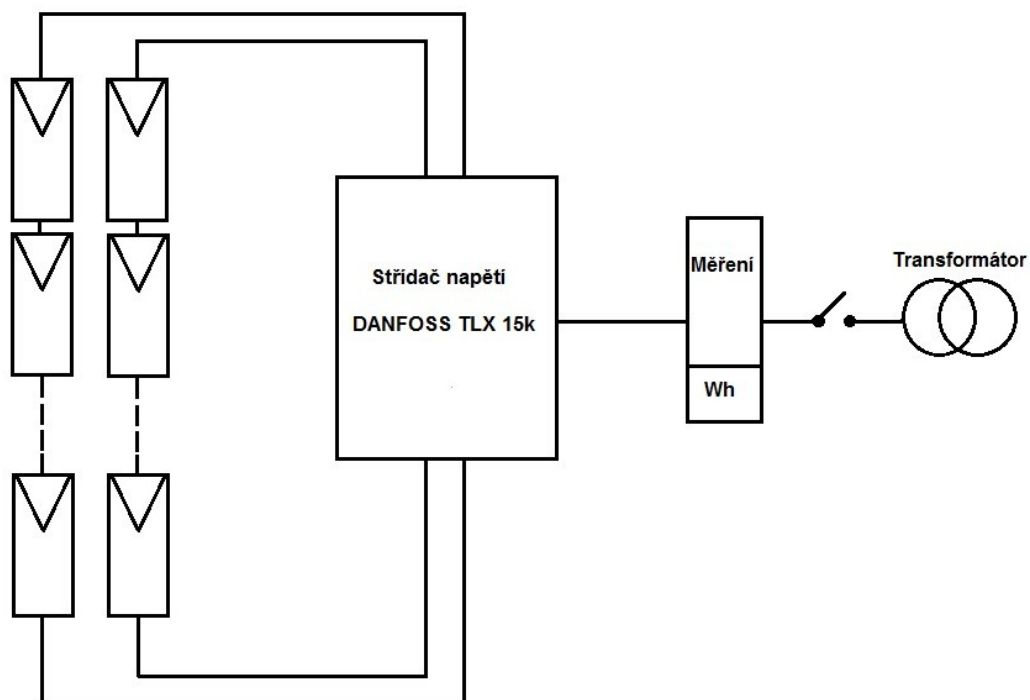 Střídač napětí
DANFOSS TLX 15k
Měření
Wh
Transformátor